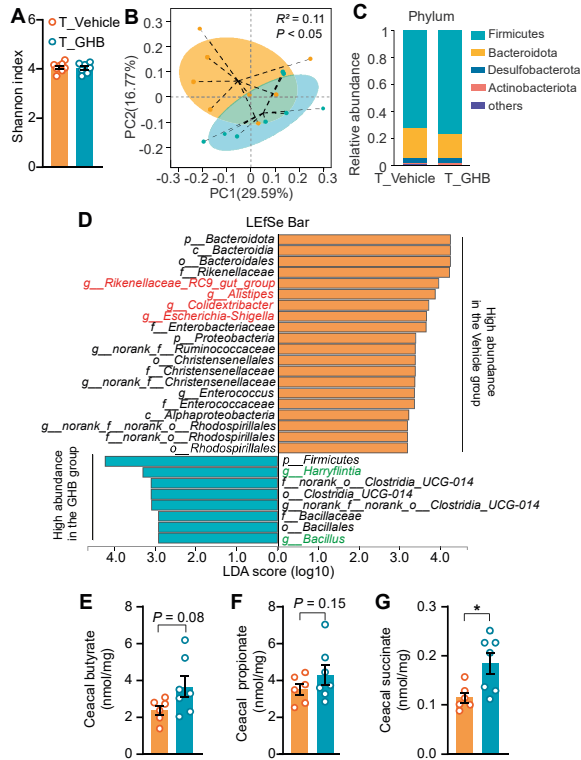 A
T_Vehicle
T_GHB
Shannon index
6
4
2
0
B
R² = 0.11
P < 0.05
PC2(16.77%)
0.3
0.2
0.1
0
-0.1
-0.2
-0.3 -0.2 -0.1 0 0.1 0.2 0.3
PC1(29.59%)
C
Phylum
Relative abundance
1
0.8
0.6
0.4
0.2
0
T_Vehicle T_GHB
Firmicutes
Bacteroidota
Desulfobacterota
Actinobacteriota
others
D
LEfSe Bar
p__Bacteroidota
c__Bacteroidia
o__Bacteroidales
f__Rikenellaceae
g__Rikenellaceae_RC9_gut_group
g__Alistipes
g__Colidextribacter
g__Escherichia-Shigella
f__Enterobacteriaceae
p__Proteobacteria
g__norank_f__Ruminococcaceae
o__Christensenellales
f__Christensenellaceae
g__norank_f__Christensenellaceae
g__Enterococcus
f__Enterococcaceae
c__Alphaproteobacteria
g__norank_f__norank_o__Rhodospirillales
f__norank_o__Rhodospirillales
o__Rhodospirillales
High abundance
in the Vehicle group
High abundance
in the GHB group
p__Firmicutes
g__Harryflintia
f__norank_o__Clostridia_UCG-014
o__Clostridia_UCG-014
g__norank_f__norank_o__Clostridia_UCG-014
f__Bacillaceae
o__Bacillales
g__Bacillus
4.0 3.0 2.0 1.0 0.0 1.0 2.0 3.0 4.0
LDA score (log10)
E
P = 0.08
Ceacal butyrate
(nmol/mg)
8
6
4
2
0
F
P = 0.15
Ceacal propionate
(nmol/mg)
8
6
4
2
0
G
*
Ceacal succinate
(nmol/mg)
0.3
0.2
0.1
0.0